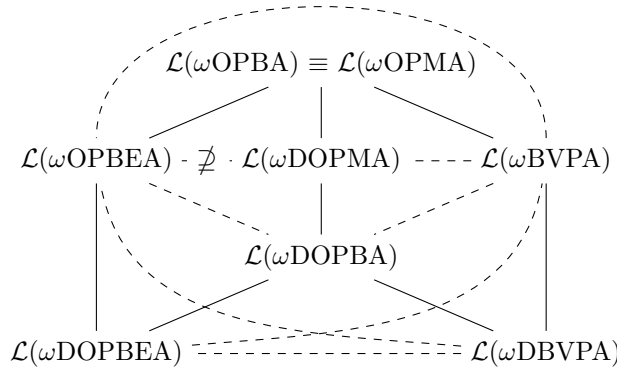 ℒ(ωOPBA) ≡ ℒ(ωOPMA)
ℒ(ωOPBEA) ⊉ ℒ(ωDOPMA) ℒ(ωBVPA)
ℒ(ωDOPBA)
ℒ(ωDOPBEA) ℒ(ωDBVPA)